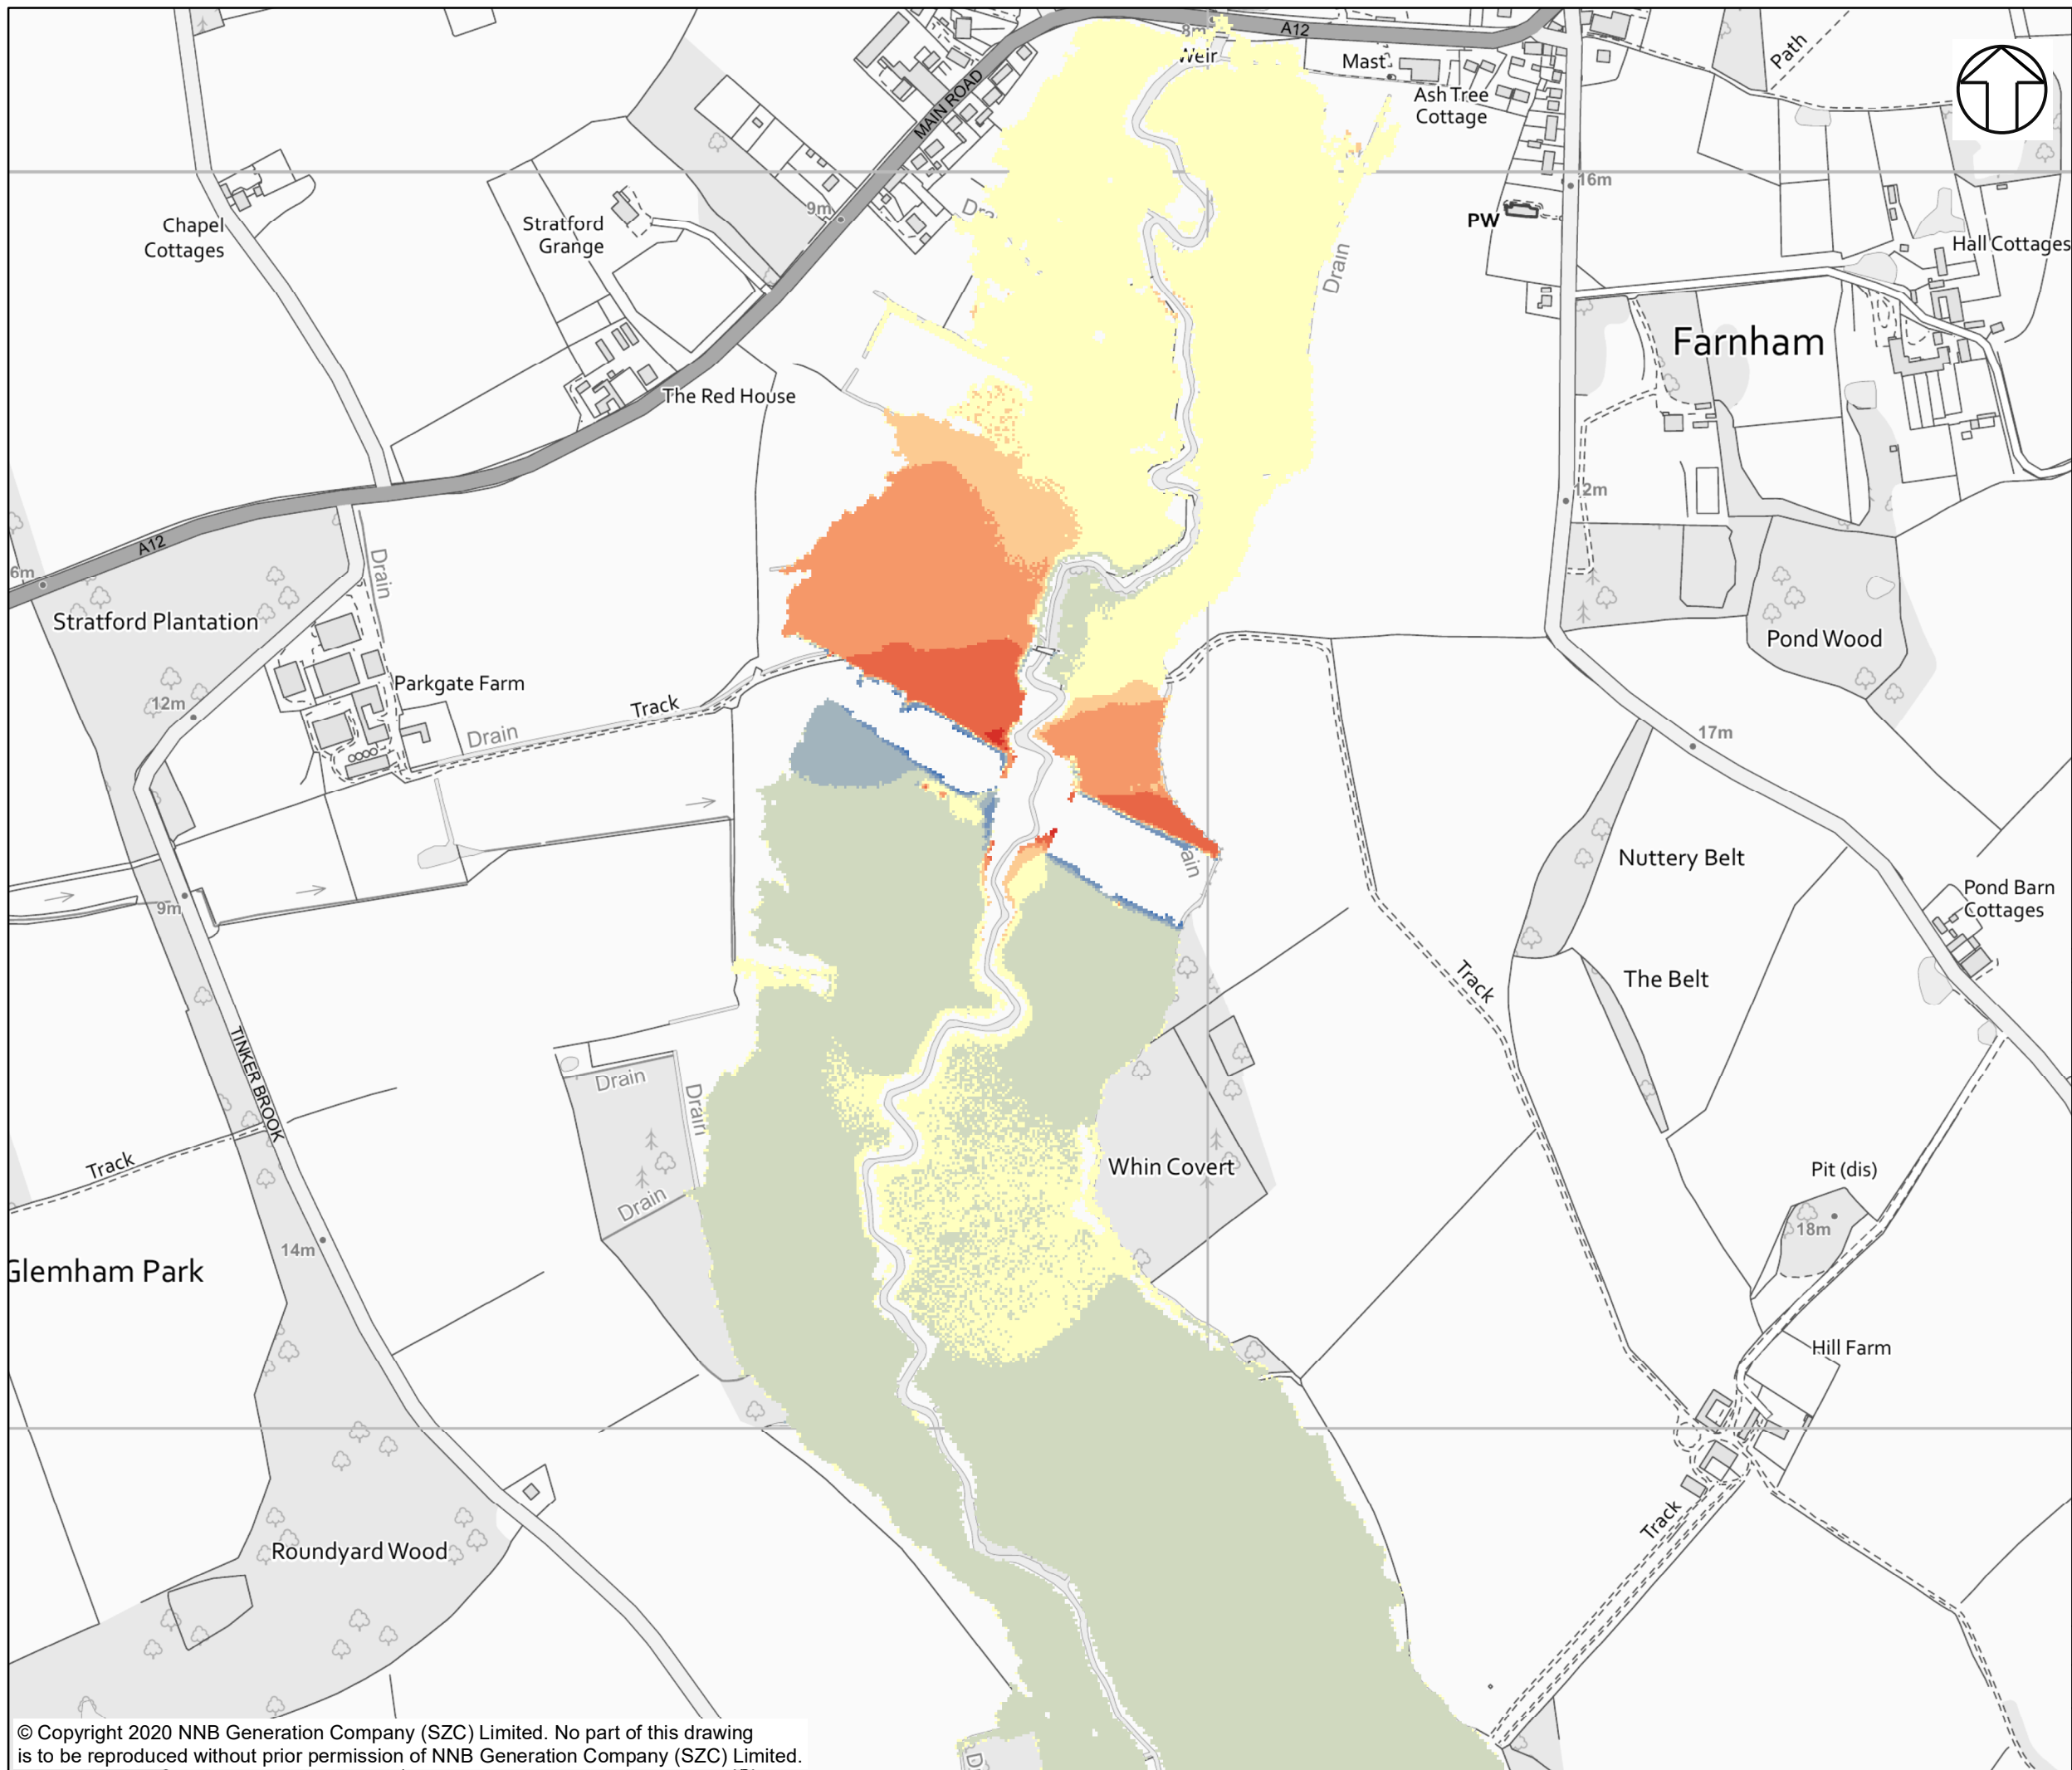 A12
8m
Weir
Mast
Path
Ash Tree
Cottage
MAIN ROAD
16m
PW
9m
Chapel
Cottages
Stratford
Grange
Hall Cottages
Drain
Farnham
The Red House
12m
A12
6m
Drain
Stratford Plantation
Pond Wood
Parkgate Farm
12m
Track
Drain
17m
Nuttery Belt
Pond Barn
Cottages
9m
The Belt
Track
TINKER BROOK
Drain
Drain
Track
Whin Covert
Pit (dis)
Drain
18m
14m
Glemham Park
Hill Farm
Track
Roundyard Wood
© Copyright 2020 NNB Generation Company (SZC) Limited. No part of this drawing
is to be reproduced without prior permission of NNB Generation Company (SZC) Limited.